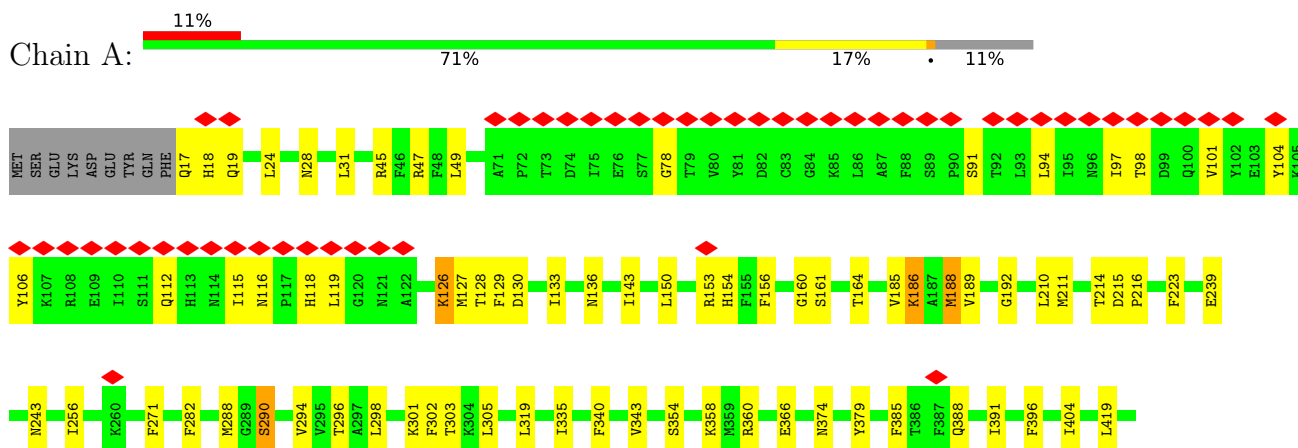 11%
Chain A:
71% 17% • 11%
MET SER GLU LYS ASP GLU TYR GLN PHE Q17 H18 Q19 L24 N28 L31 R45 F46 R47 F48 L49 A71 P72 T73 D74 I75 E76 S77 G78 T79 V80 Y81 D82 C83 G84 K85 L86 A87 F88 S89 P90 S91 T92 L93 L94 I95 N96 I97 T98 D99 Q100 V101 Y102 E103 Y104 K105
Y106 K107 R108 E109 I110 S111 Q112 H113 N114 I115 N116 P117 H118 L119 G120 N121 A122 K126 M127 T128 F129 D130 I133 N136 I143 L150 R153 H154 F155 F156 G160 S161 T164 V185 K186 A187 M188 V189 G192 L210 M211 T214 D215 P216 F223 E239
N243 I256 K260 F271 F282 M288 G289 S290 V294 V295 T296 A297 L298 K301 F302 T303 K304 L305 L319 I335 F340 V343 S354 K358 M359 R360 E366 N374 Y379 F385 T386 F387 Q388 I391 F396 I404 L419